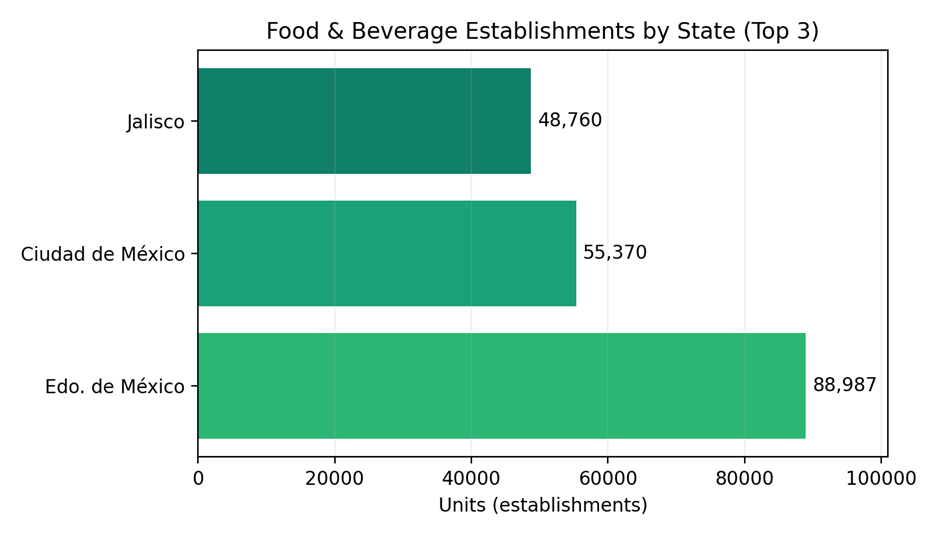 Food & Beverage Establishments by State (Top 3)
Jalisco
48,760
Ciudad de México
55,370
Edo. de México
88,987
0 20000 40000 60000 80000 100000
Units (establishments)